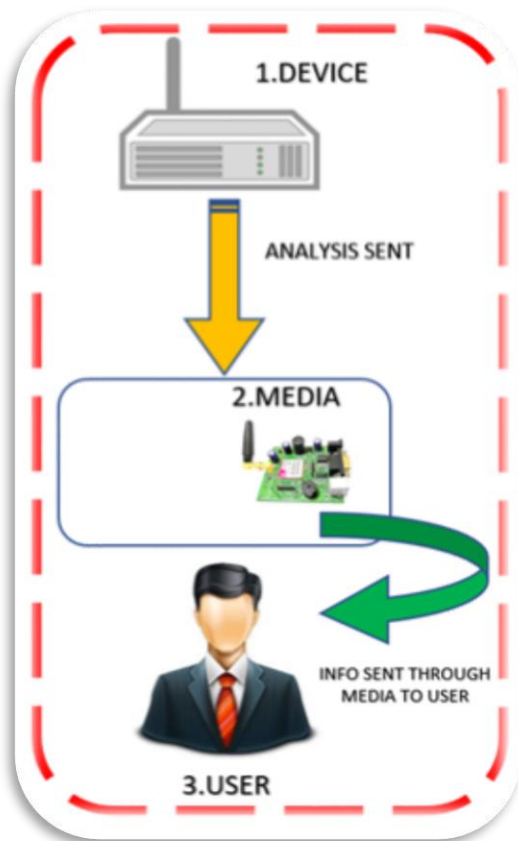 1.DEVICE
ANALYSIS SENT
2.MEDIA
INFO SENT THROUGH
MEDIA TO USER
3.USER